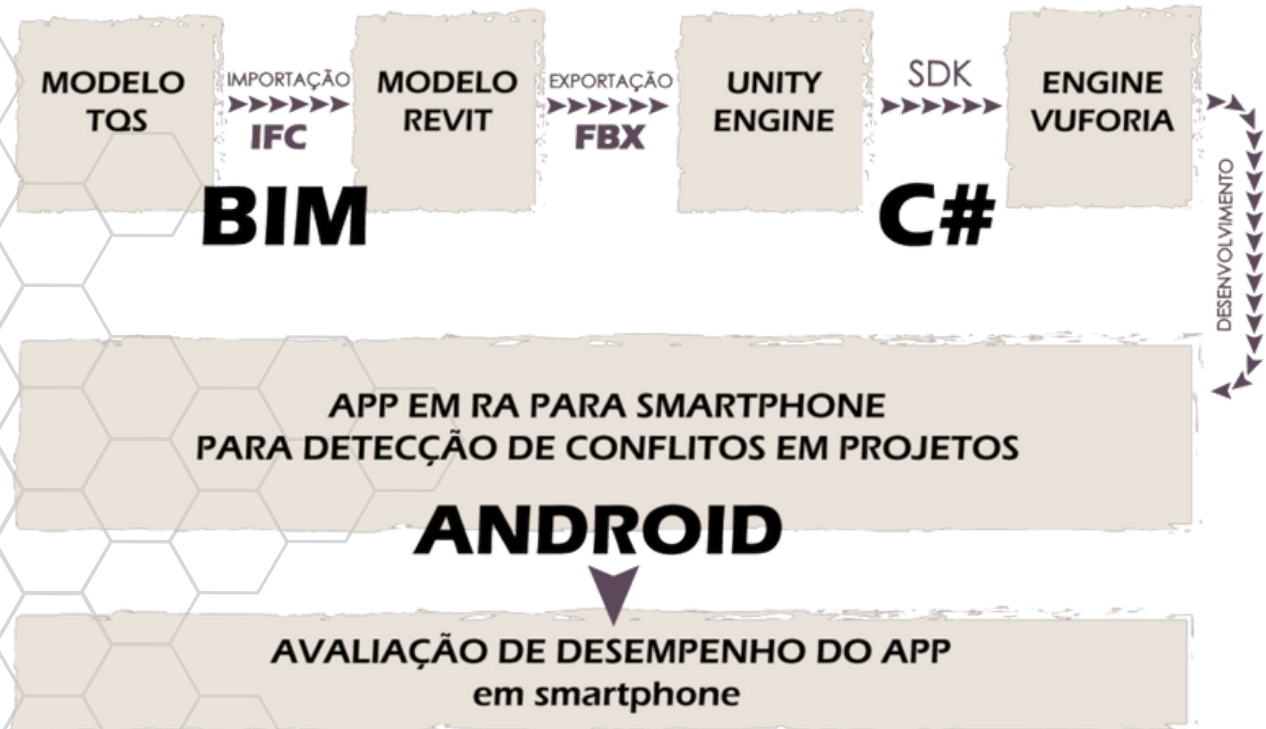 MODELO
TQS
IMPORTAÇÃO
IFC
MODELO
REVIT
EXPORTAÇÃO
FBX
UNITY
ENGINE
SDK
ENGINE
VUFORIA
BIM
C#
DESENVOLVIMENTO
APP EM RA PARA SMARTPHONE
PARA DETECÇÃO DE CONFLITOS EM PROJETOS
ANDROID
AVALIAÇÃO DE DESEMPENHO DO APP
em smartphone